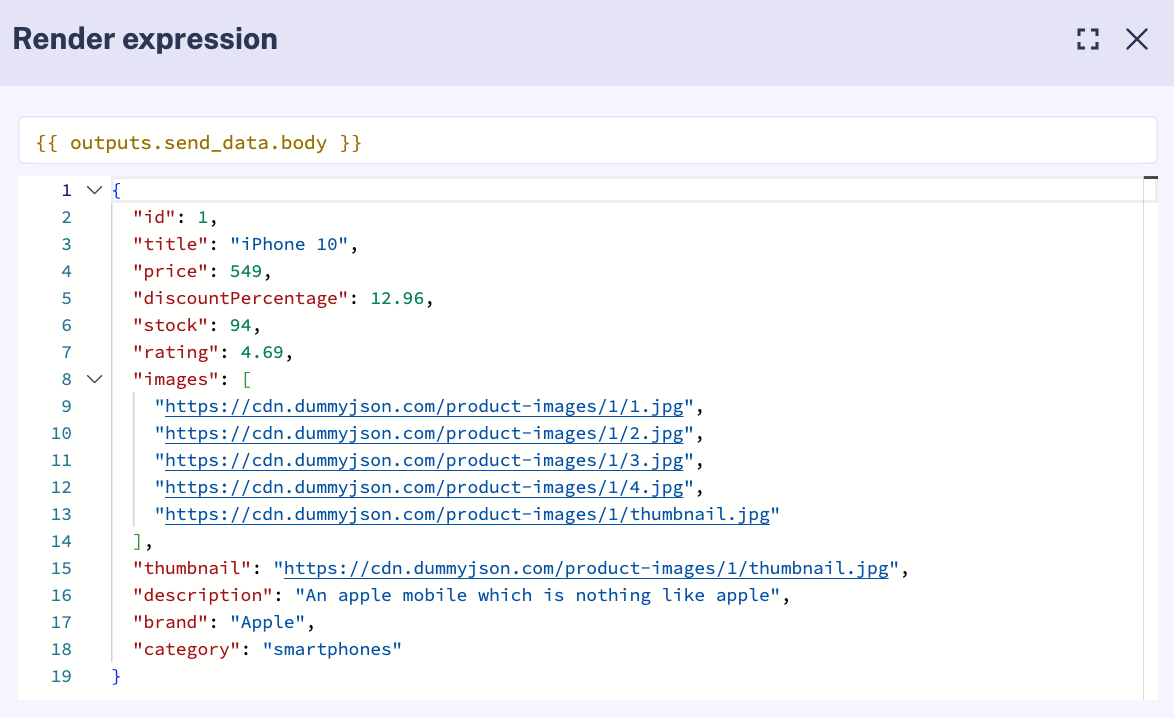 Render expression
{{ outputs.send_data.body }}
1 {
2 "id": 1,
3 "title": "iPhone 10",
4 "price": 549,
5 "discountPercentage": 12.96,
6 "stock": 94,
7 "rating": 4.69,
8 "images": [
9 "https://cdn.dummyjson.com/product-images/1/1.jpg",
10 "https://cdn.dummyjson.com/product-images/1/2.jpg",
11 "https://cdn.dummyjson.com/product-images/1/3.jpg",
12 "https://cdn.dummyjson.com/product-images/1/4.jpg",
13 "https://cdn.dummyjson.com/product-images/1/thumbnail.jpg"
14 ],
15 "thumbnail": "https://cdn.dummyjson.com/product-images/1/thumbnail.jpg",
16 "description": "An apple mobile which is nothing like apple",
17 "brand": "Apple",
18 "category": "smartphones"
19 }